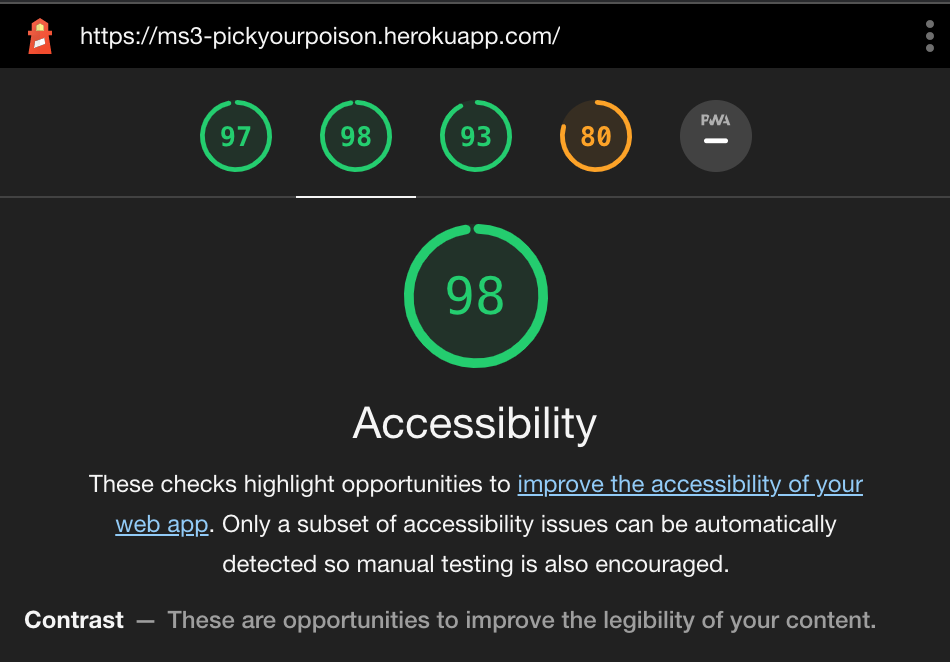 https://ms3-pickyourpoison.herokuapp.com/
97 98 93 80 PWA
98
Accessibility
These checks highlight opportunities to improve the accessibility of your
web app. Only a subset of accessibility issues can be automatically
detected so manual testing is also encouraged.
Contrast — These are opportunities to improve the legibility of your content.